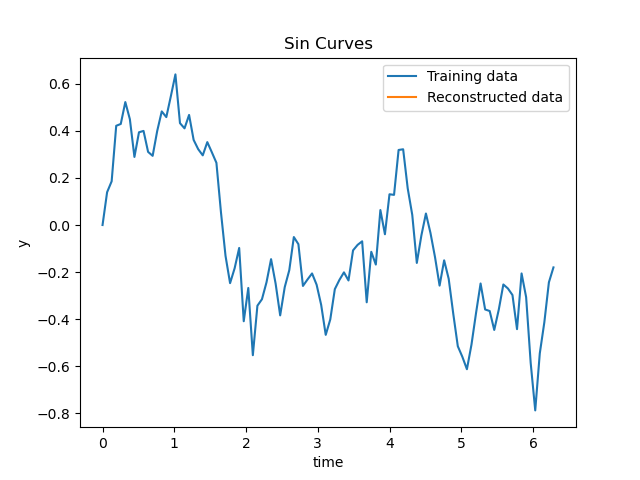 Sin Curves
Training data
Reconstructed data
0.6
0.4
0.2
0.0
−0.2
−0.4
−0.6
−0.8
y
0 1 2 3 4 5 6
time